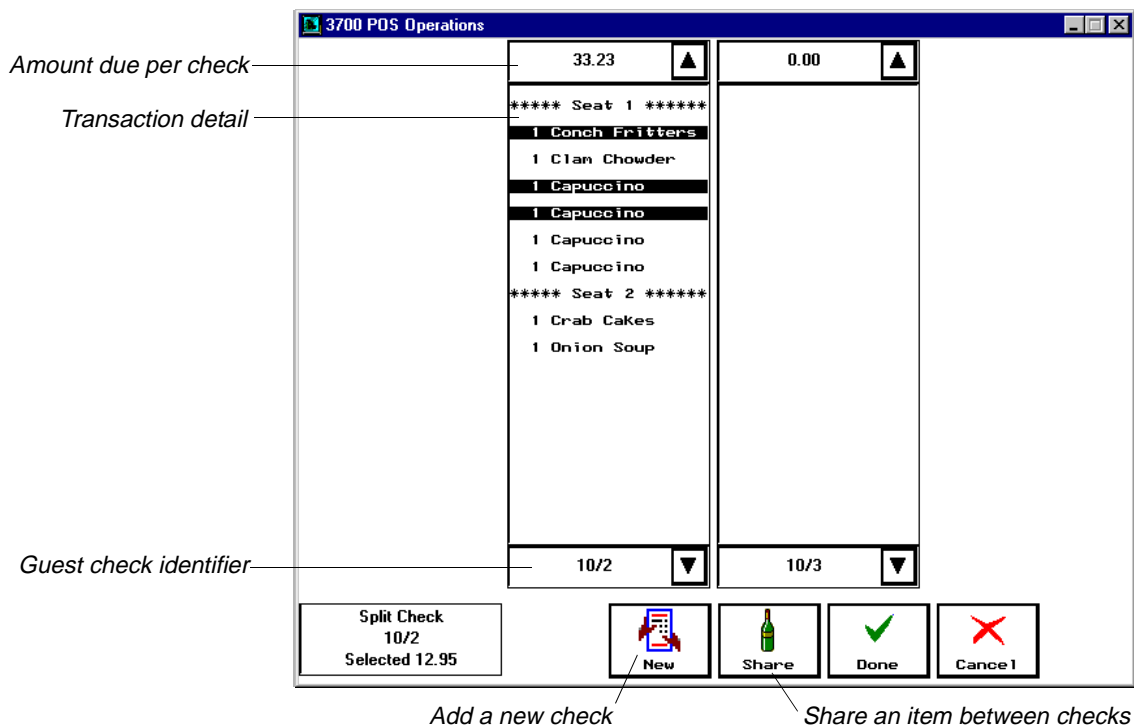 3700 POS Operations
Amount due per check
33.23
0.00
Transaction detail
***** Seat 1 ******
1 Conch Fritters
1 Clam Chowder
1 Capuccino
1 Capuccino
1 Capuccino
1 Capuccino
***** Seat 2 ******
1 Crab Cakes
1 Onion Soup
Guest check identifier
10/2
10/3
Split Check
10/2
Selected 12.95
New
Share
Done
Cancel
Add a new check
Share an item between checks